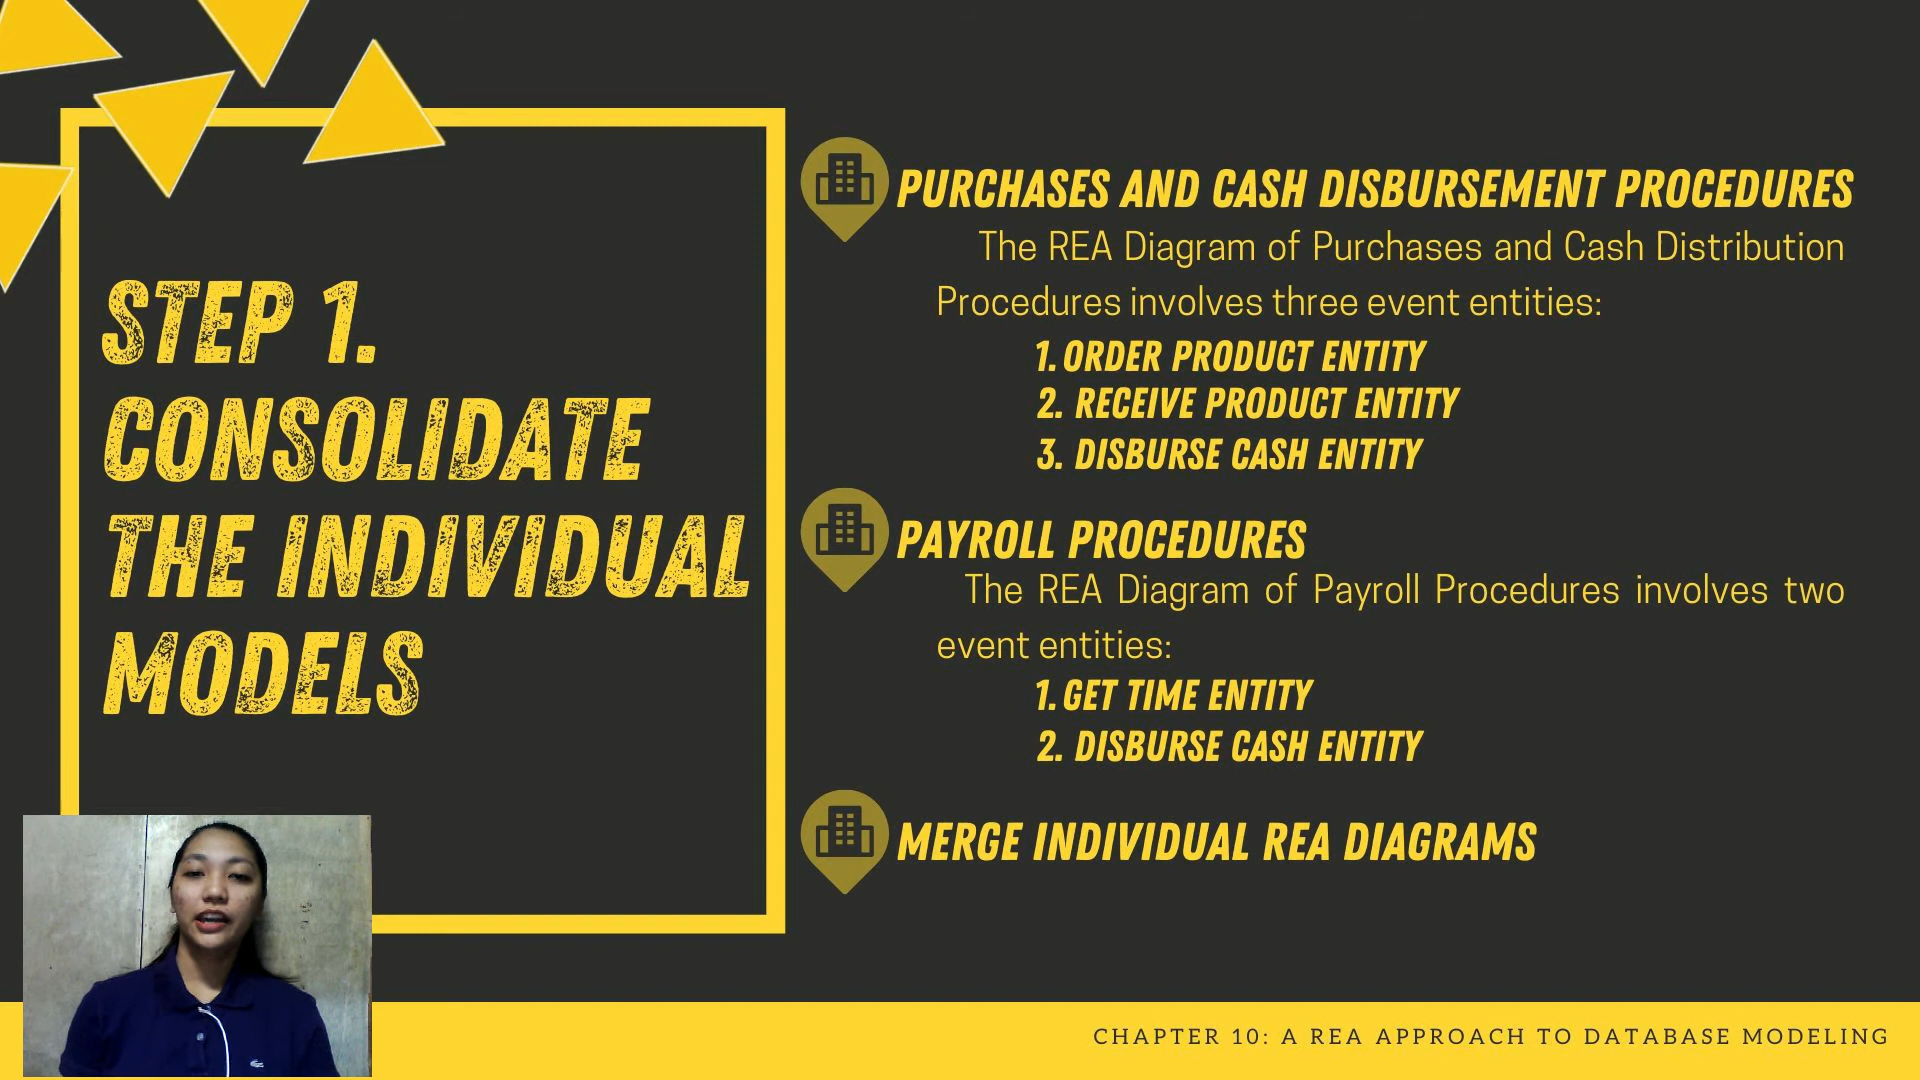 STEP 1.
CONSOLIDATE
THE INDIVIDUAL
MODELS
PURCHASES AND CASH DISBURSEMENT PROCEDURES
The REA Diagram of Purchases and Cash Distribution
Procedures involves three event entities:
1. ORDER PRODUCT ENTITY
2. RECEIVE PRODUCT ENTITY
3. DISBURSE CASH ENTITY
PAYROLL PROCEDURES
The REA Diagram of Payroll Procedures involves two
event entities:
1. GET TIME ENTITY
2. DISBURSE CASH ENTITY
MERGE INDIVIDUAL REA DIAGRAMS
CHAPTER 10: A REA APPROACH TO DATABASE MODELING